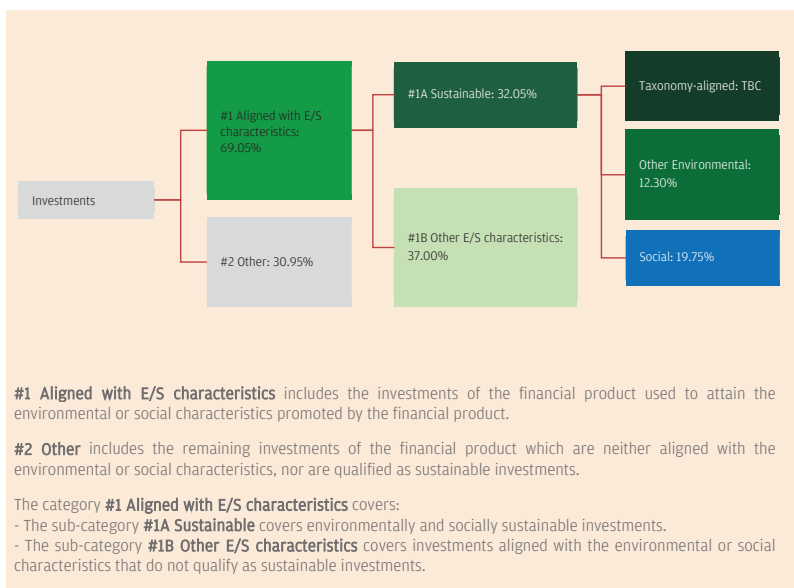 Investments
#1 Aligned with E/S
characteristics:
69.05%
#2 Other: 30.95%
#1A Sustainable: 32.05%
#1B Other E/S characteristics:
37.00%
Taxonomy-aligned: TBC
Other Environmental:
12.30%
Social: 19.75%
#1 Aligned with E/S characteristics includes the investments of the financial product used to attain the
environmental or social characteristics promoted by the financial product.
#2 Other includes the remaining investments of the financial product which are neither aligned with the
environmental or social characteristics, nor are qualified as sustainable investments.
The category #1 Aligned with E/S characteristics covers:
- The sub-category #1A Sustainable covers environmentally and socially sustainable investments.
- The sub-category #1B Other E/S characteristics covers investments aligned with the environmental or social
characteristics that do not qualify as sustainable investments.